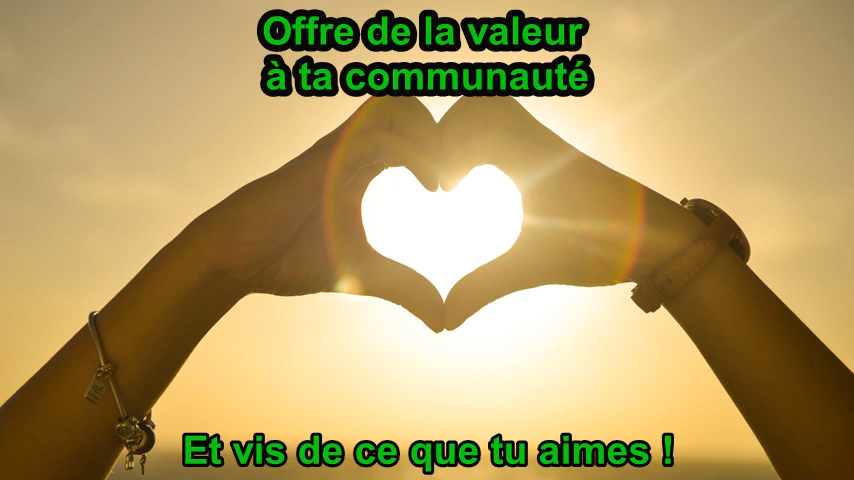 Offre de la valeur
à ta communauté
Et vis de ce que tu aimes !